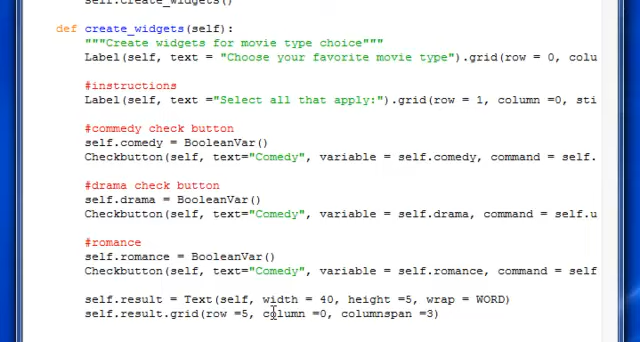 self.create_widgets()
def create_widgets(self):
"""Create widgets for movie type choice"""
Label(self, text = "Choose your favorite movie type").grid(row = 0, colu
#instructions
Label(self, text ="Select all that apply:").grid(row = 1, column =0, sti
#commedy check button
self.comedy = BooleanVar()
Checkbutton(self, text="Comedy", variable = self.comedy, command = self.
#drama check button
self.drama = BooleanVar()
Checkbutton(self, text="Comedy", variable = self.drama, command = self.u
#romance
self.romance = BooleanVar()
Checkbutton(self, text="Comedy", variable = self.romance, command = self
self.result = Text(self, width = 40, height =5, wrap = WORD)
self.result.grid(row =5, column =0, columnspan =3)